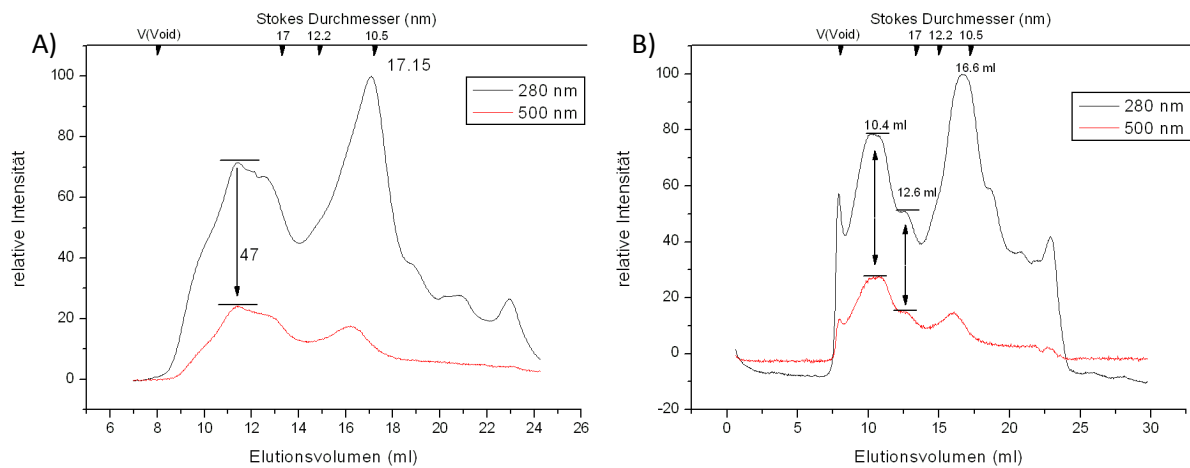 A)
Stokes Durchmesser (nm)
V(Void) 17 12.2 10.5
17.15
280 nm
500 nm
47
relative Intensität
100
80
60
40
20
0
6 8 10 12 14 16 18 20 22 24 26
Elutionsvolumen (ml)
B)
Stokes Durchmesser (nm)
V(Void) 17 12.2 10.5
16.6 ml
280 nm
500 nm
10.4 ml
12.6 ml
relative Intensität
100
80
60
40
20
0
-20
0 5 10 15 20 25 30
Elutionsvolumen (ml)